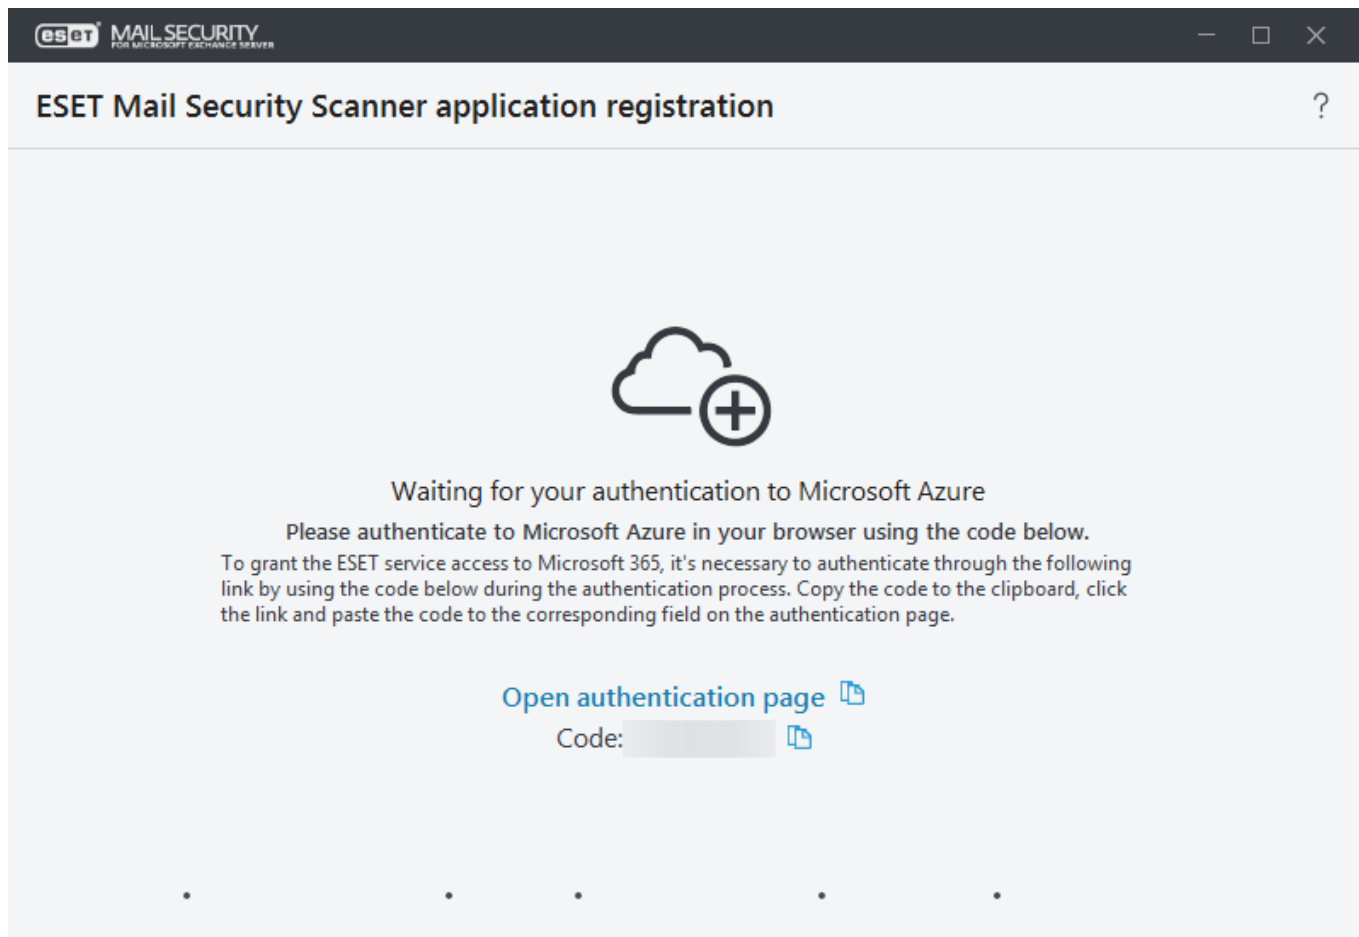 eset MAIL SECURITY
FOR MICROSOFT EXCHANGE SERVER
ESET Mail Security Scanner application registration
?
Waiting for your authentication to Microsoft Azure
Please authenticate to Microsoft Azure in your browser using the code below.
To grant the ESET service access to Microsoft 365, it's necessary to authenticate through the following
link by using the code below during the authentication process. Copy the code to the clipboard, click
the link and paste the code to the corresponding field on the authentication page.
Open authentication page
Code: